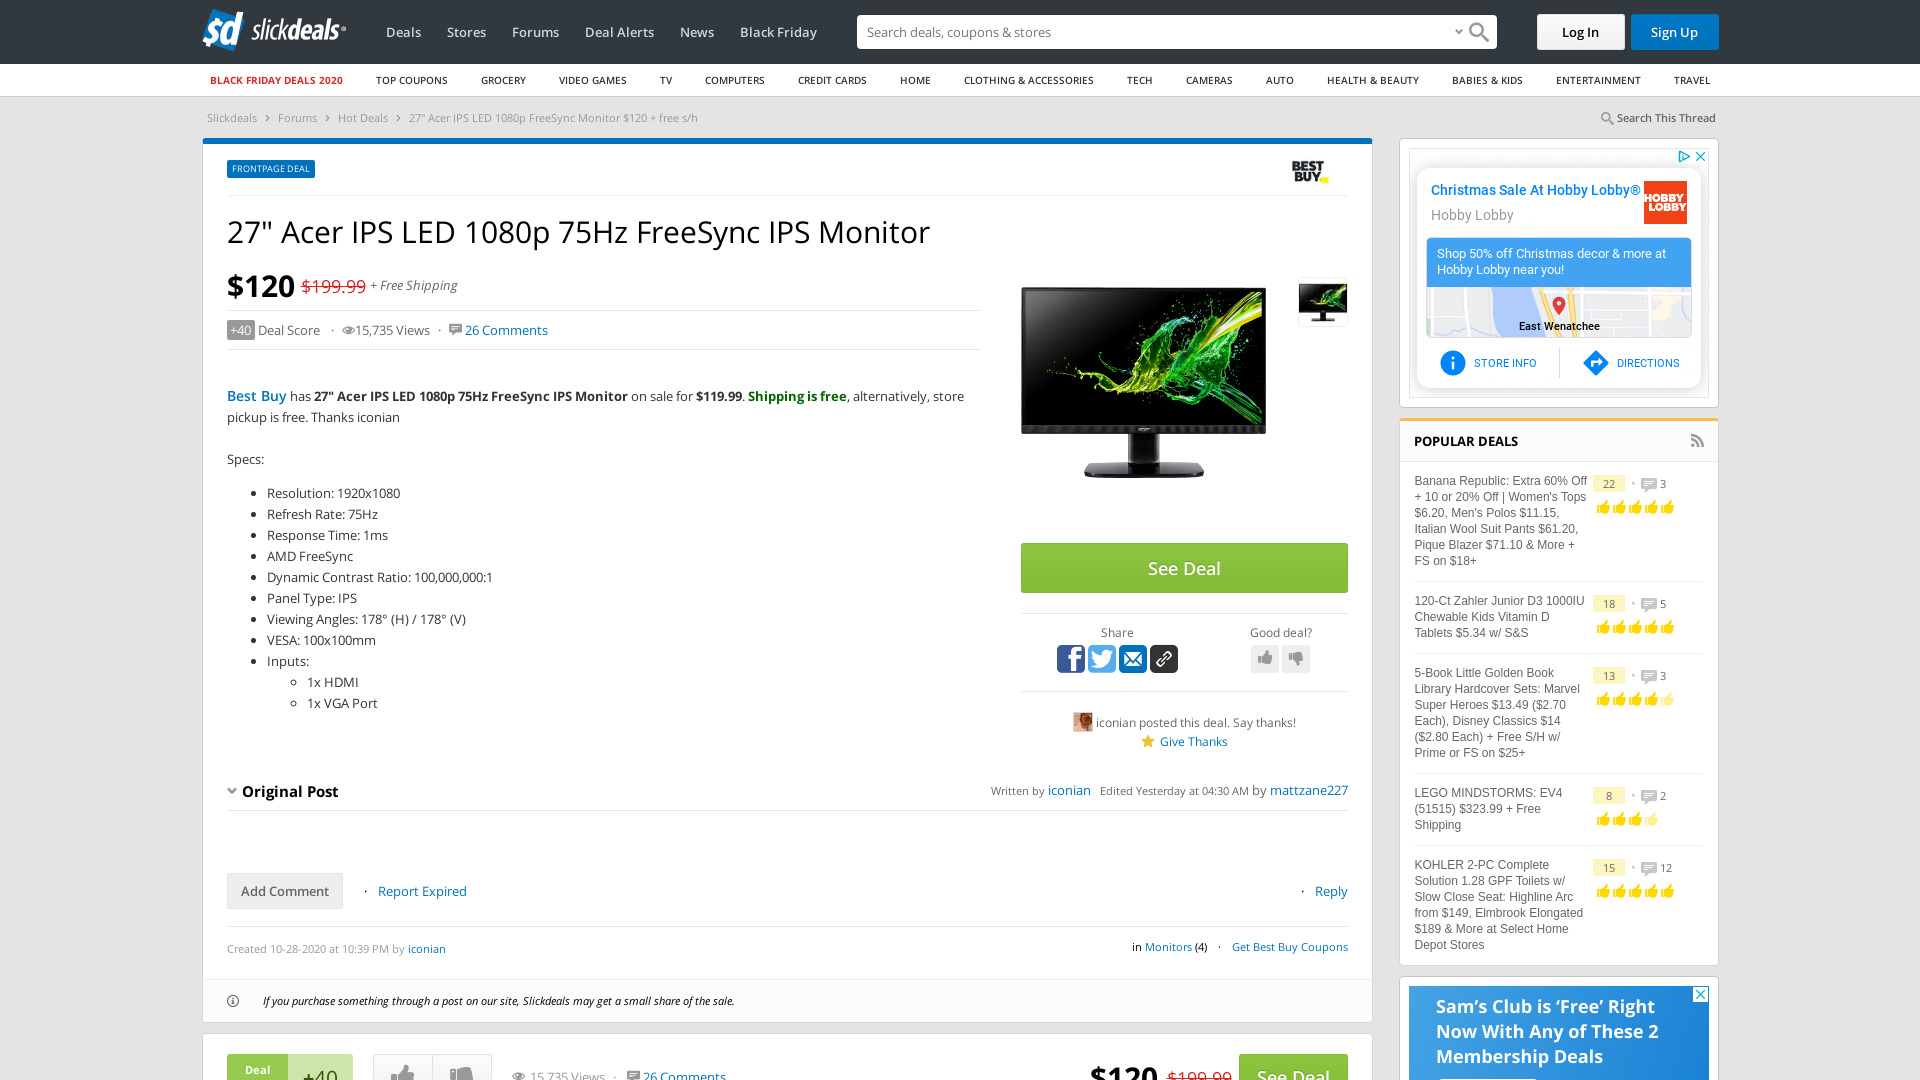 sd slickdeals
Deals Stores Forums Deal Alerts News Black Friday
Search deals, coupons & stores
Log In Sign Up
BLACK FRIDAY DEALS 2020 TOP COUPONS GROCERY VIDEO GAMES TV COMPUTERS CREDIT CARDS HOME CLOTHING & ACCESSORIES TECH CAMERAS AUTO HEALTH & BEAUTY BABIES & KIDS ENTERTAINMENT TRAVEL
Slickdeals Forums Hot Deals 27" Acer IPS LED 1080p FreeSync Monitor $120 + free s/h
Search This Thread
FRONTPAGE DEAL
BEST
BUY
27" Acer IPS LED 1080p 75Hz FreeSync IPS Monitor
$120 $199.99 + Free Shipping
+40 Deal Score · 15,735 Views · 26 Comments
Best Buy has 27" Acer IPS LED 1080p 75Hz FreeSync IPS Monitor on sale for $119.99. Shipping is free, alternatively, store
pickup is free. Thanks iconian
Specs:
Resolution: 1920x1080
Refresh Rate: 75Hz
Response Time: 1ms
AMD FreeSync
Dynamic Contrast Ratio: 100,000,000:1
Panel Type: IPS
Viewing Angles: 178° (H) / 178° (V)
VESA: 100x100mm
Inputs:
1x HDMI
1x VGA Port
See Deal
Share
Good deal?
iconian posted this deal. Say thanks!
Give Thanks
Original Post
Written by iconian Edited Yesterday at 04:30 AM by mattzane227
Add Comment · Report Expired
· Reply
Created 10-28-2020 at 10:39 PM by iconian
in Monitors (4) · Get Best Buy Coupons
If you purchase something through a post on our site, Slickdeals may get a small share of the sale.
Deal
+40
15,735 Views · 26 Comments
$120 $199.99 See Deal
Christmas Sale At Hobby Lobby®
Hobby Lobby
HOBBY
LOBBY
Shop 50% off Christmas decor & more at
Hobby Lobby near you!
East Wenatchee
STORE INFO
DIRECTIONS
POPULAR DEALS
Banana Republic: Extra 60% Off
+ 10 or 20% Off | Women's Tops
$6.20, Men's Polos $11.15,
Italian Wool Suit Pants $61.20,
Pique Blazer $71.10 & More +
FS on $18+
22 • 3
120-Ct Zahler Junior D3 1000IU
Chewable Kids Vitamin D
Tablets $5.34 w/ S&S
18 • 5
5-Book Little Golden Book
Library Hardcover Sets: Marvel
Super Heroes $13.49 ($2.70
Each), Disney Classics $14
($2.80 Each) + Free S/H w/
Prime or FS on $25+
13 • 3
LEGO MINDSTORMS: EV4
(51515) $323.99 + Free
Shipping
8 • 2
KOHLER 2-PC Complete
Solution 1.28 GPF Toilets w/
Slow Close Seat: Highline Arc
from $149, Elmbrook Elongated
$189 & More at Select Home
Depot Stores
15 • 12
Sam's Club is 'Free' Right
Now With Any of These 2
Membership Deals